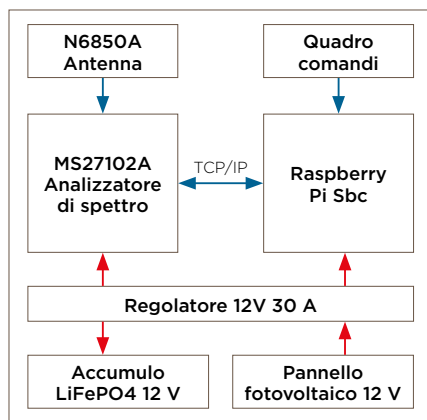 N6850A
Antenna
Quadro
comandi
MS27102A
Analizzatore
di spettro
TCP/IP
Raspberry
Pi Sbc
Regolatore 12V 30 A
Accumulo
LiFePO4 12 V
Pannello
fotovoltaico 12 V